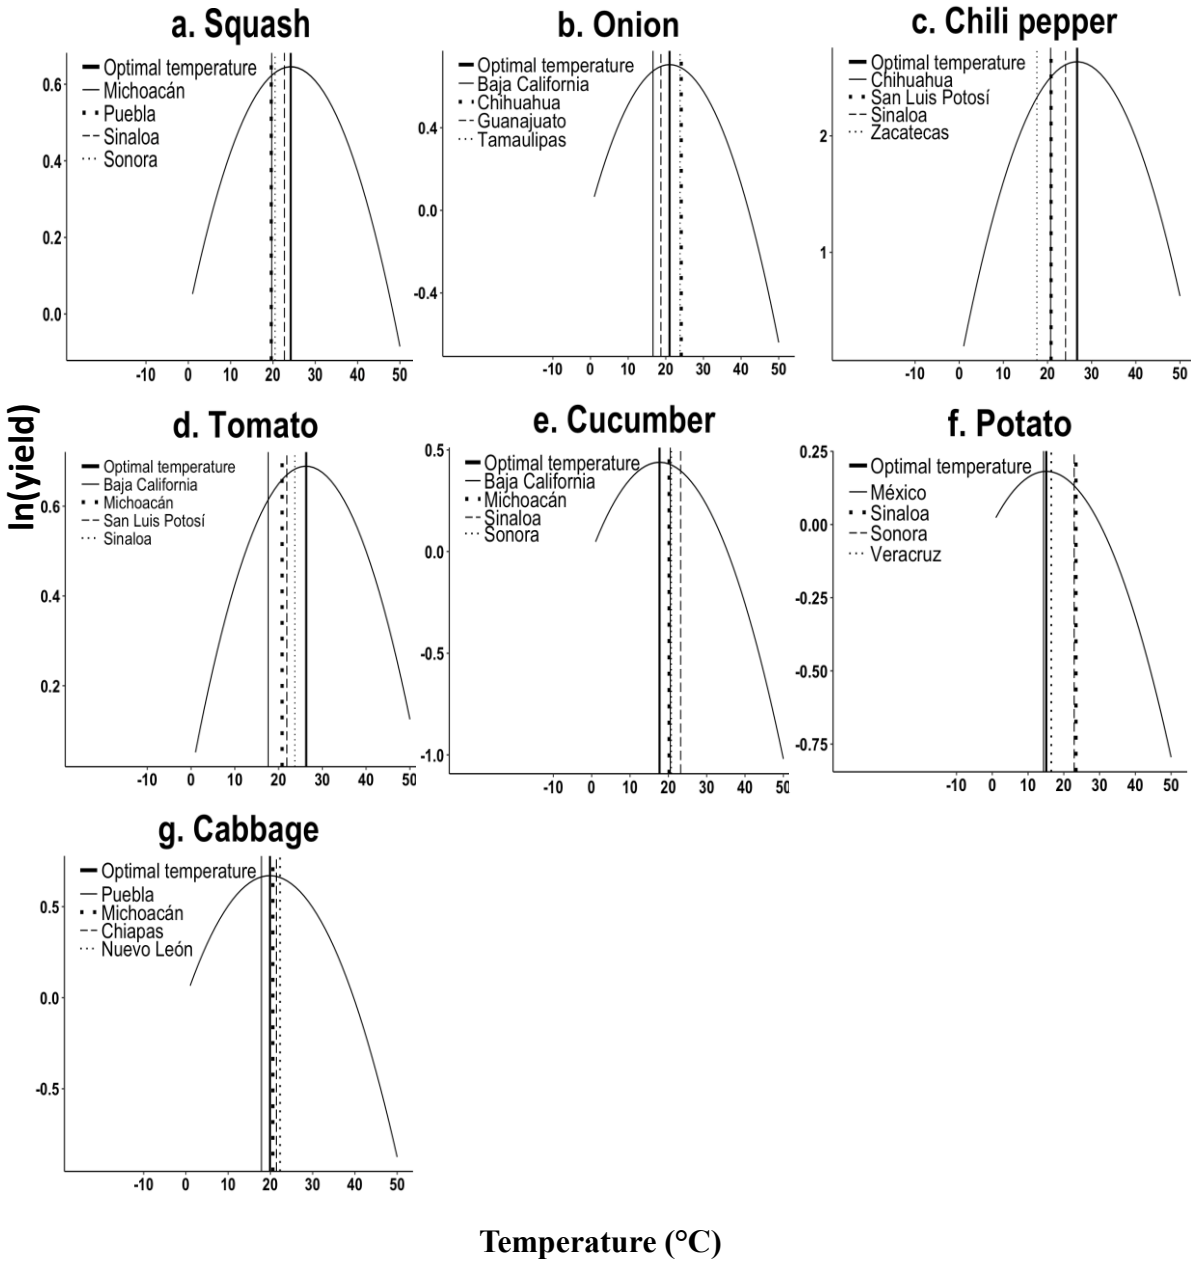 a. Squash
Optimal temperature
Michoacán
Puebla
Sinaloa
Sonora
0.6
0.4
0.2
0.0
-10 0 10 20 30 40 50
b. Onion
Optimal temperature
Baja California
Chihuahua
Guanajuato
Tamaulipas
0.4
0.0
-0.4
-10 0 10 20 30 40 50
c. Chili pepper
Optimal temperature
Chihuahua
San Luis Potosí
Sinaloa
Zacatecas
2
1
-10 0 10 20 30 40 50
ln(yield)
d. Tomato
Optimal temperature
Baja California
Michoacán
San Luis Potosí
Sinaloa
0.6
0.4
0.2
-10 0 10 20 30 40 50
e. Cucumber
Optimal temperature
Baja California
Michoacán
Sinaloa
Sonora
0.5
0.0
-0.5
-1.0
-10 0 10 20 30 40 50
f. Potato
Optimal temperature
México
Sinaloa
Sonora
Veracruz
0.25
0.00
-0.25
-0.50
-0.75
-10 0 10 20 30 40 50
g. Cabbage
Optimal temperature
Puebla
Michoacán
Chiapas
Nuevo León
0.5
0.0
-0.5
-10 0 10 20 30 40 50
Temperature (°C)